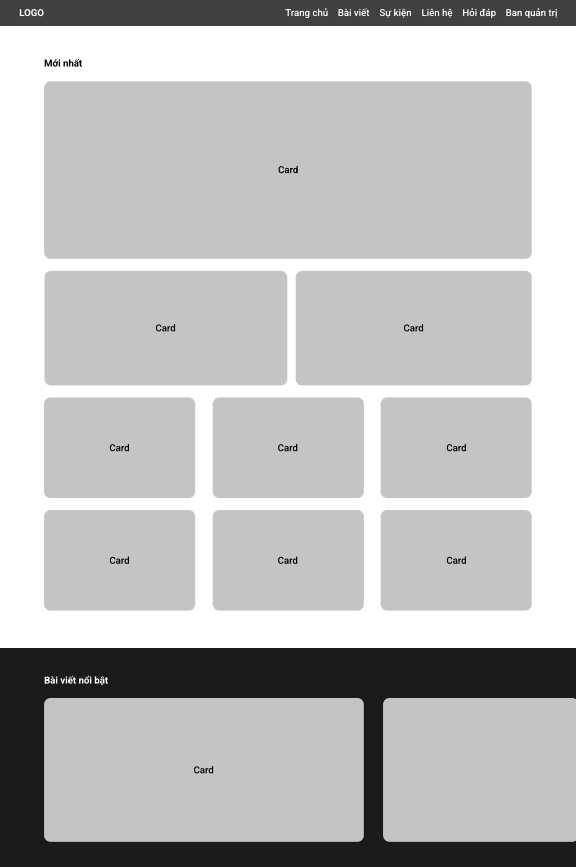 LOGO
Trang chủ Bài viết Sự kiện Liên hệ Hỏi đáp Ban quản trị
Mới nhất
Card
Card Card
Card Card Card
Card Card Card
Bài viết nổi bật
Card